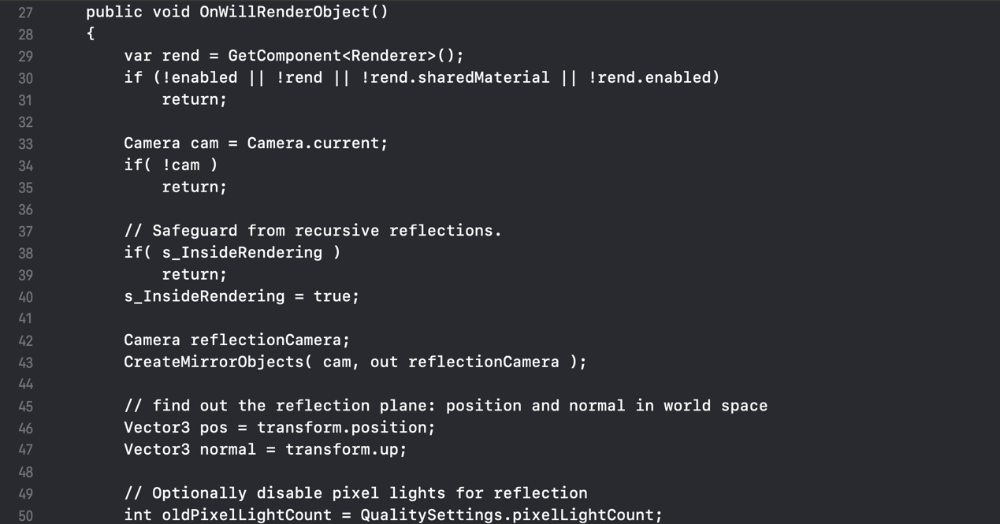 27 public void OnWillRenderObject()
28 {
29 var rend = GetComponent<Renderer>();
30 if (!enabled || !rend || !rend.sharedMaterial || !rend.enabled)
31 return;
32
33 Camera cam = Camera.current;
34 if( !cam )
35 return;
36
37 // Safeguard from recursive reflections.
38 if( s_InsideRendering )
39 return;
40 s_InsideRendering = true;
41
42 Camera reflectionCamera;
43 CreateMirrorObjects( cam, out reflectionCamera );
44
45 // find out the reflection plane: position and normal in world space
46 Vector3 pos = transform.position;
47 Vector3 normal = transform.up;
48
49 // Optionally disable pixel lights for reflection
50 int oldPixelLightCount = QualitySettings.pixelLightCount;